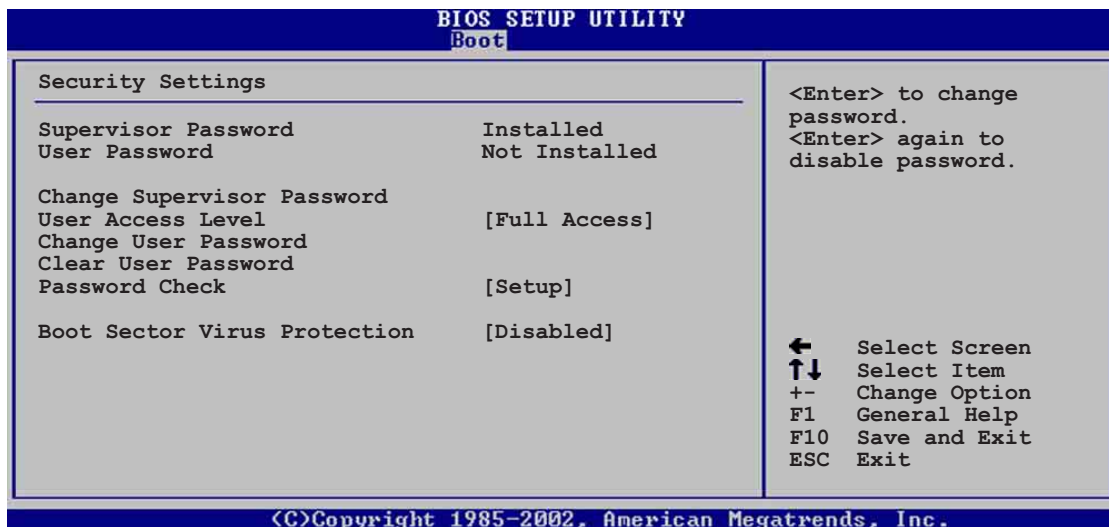 BIOS SETUP UTILITY
Boot
Security Settings
Supervisor Password Installed
User Password Not Installed
Change Supervisor Password
User Access Level [Full Access]
Change User Password
Clear User Password
Password Check [Setup]
Boot Sector Virus Protection [Disabled]
<Enter> to change
password.
<Enter> again to
disable password.
← Select Screen
↑↓ Select Item
+- Change Option
F1 General Help
F10 Save and Exit
ESC Exit
(C)Copyright 1985-2002, American Megatrends, Inc.